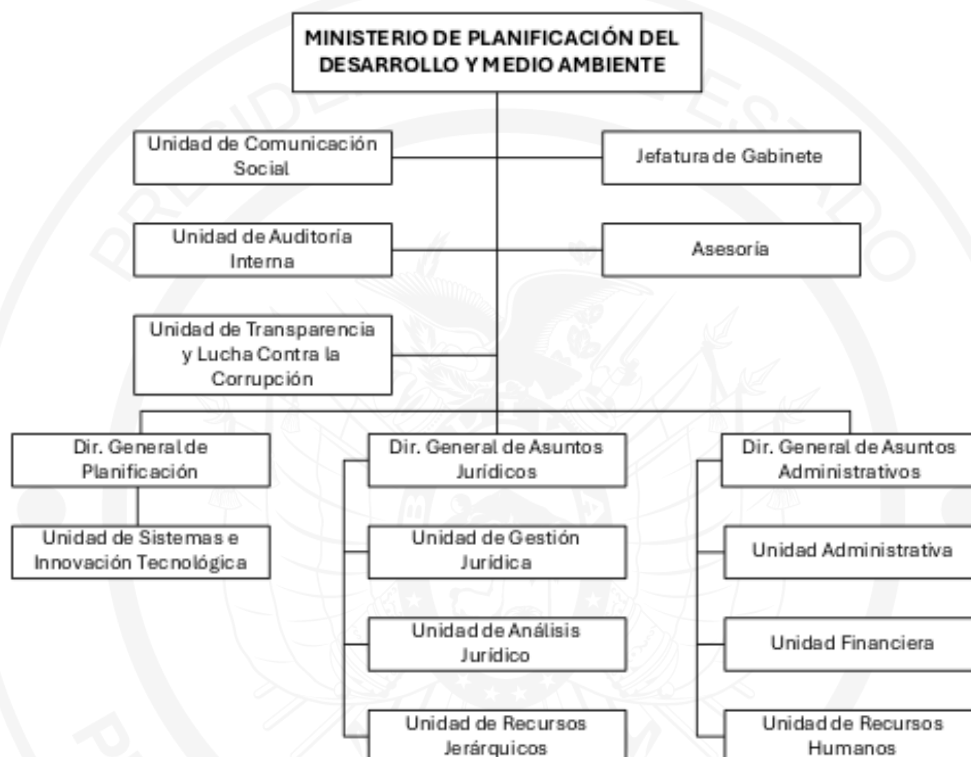 MINISTERIO DE PLANIFICACIÓN DEL
DESARROLLO Y MEDIO AMBIENTE
Unidad de Comunicación
Social
Jefatura de Gabinete
Unidad de Auditoría
Interna
Asesoría
Unidad de Transparencia
y Lucha Contra la
Corrupción
Dir. General de
Planificación
Unidad de Sistemas e
Innovación Tecnológica
Dir. General de Asuntos
Jurídicos
Unidad de Gestión
Jurídica
Unidad de Análisis
Jurídico
Unidad de Recursos
Jerárquicos
Dir. General de Asuntos
Administrativos
Unidad Administrativa
Unidad Financiera
Unidad de Recursos
Humanos